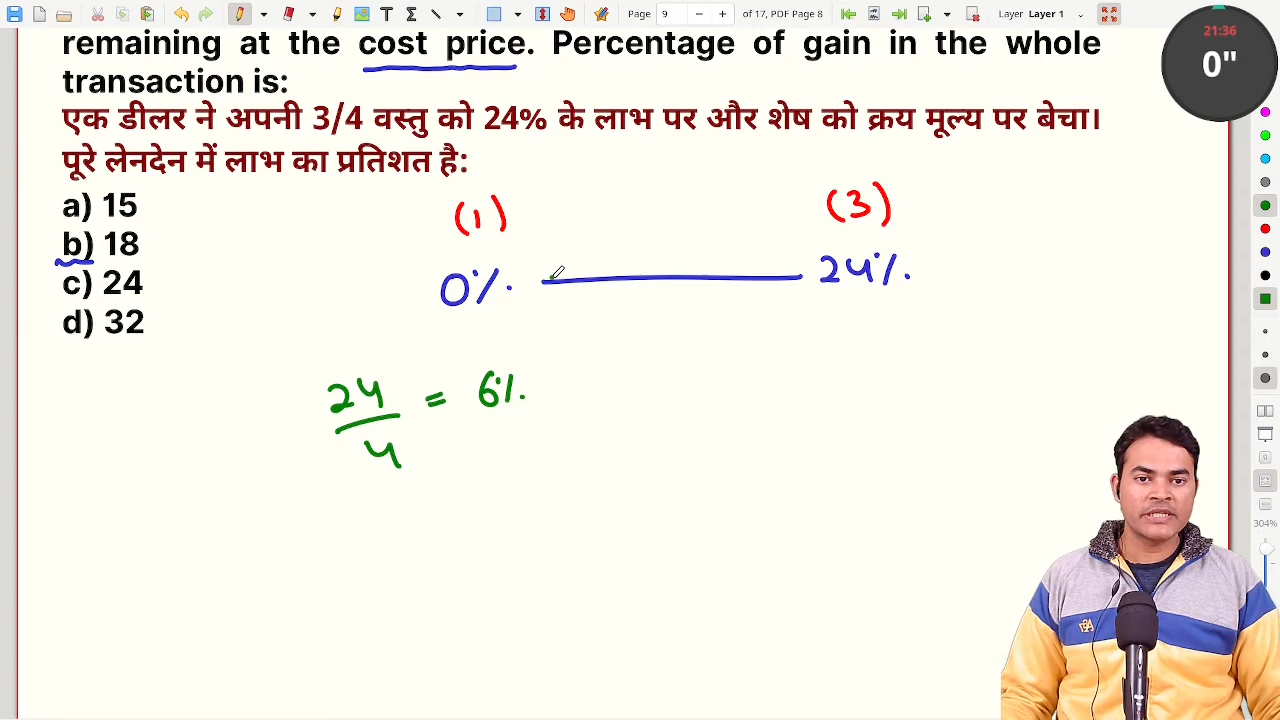 Page 9 of 17, PDF Page 8 Layer Layer 1
21:36
0"
remaining at the cost price. Percentage of gain in the whole
transaction is:
एक डीलर ने अपनी 3/4 वस्तु को 24% के लाभ पर और शेष को क्रय मूल्य पर बेचा।
पूरे लेनदेन में लाभ का प्रतिशत है:
a) 15
b) 18
c) 24
d) 32
(1) (3)
0%. 24%.
24/4 = 6%.
304%